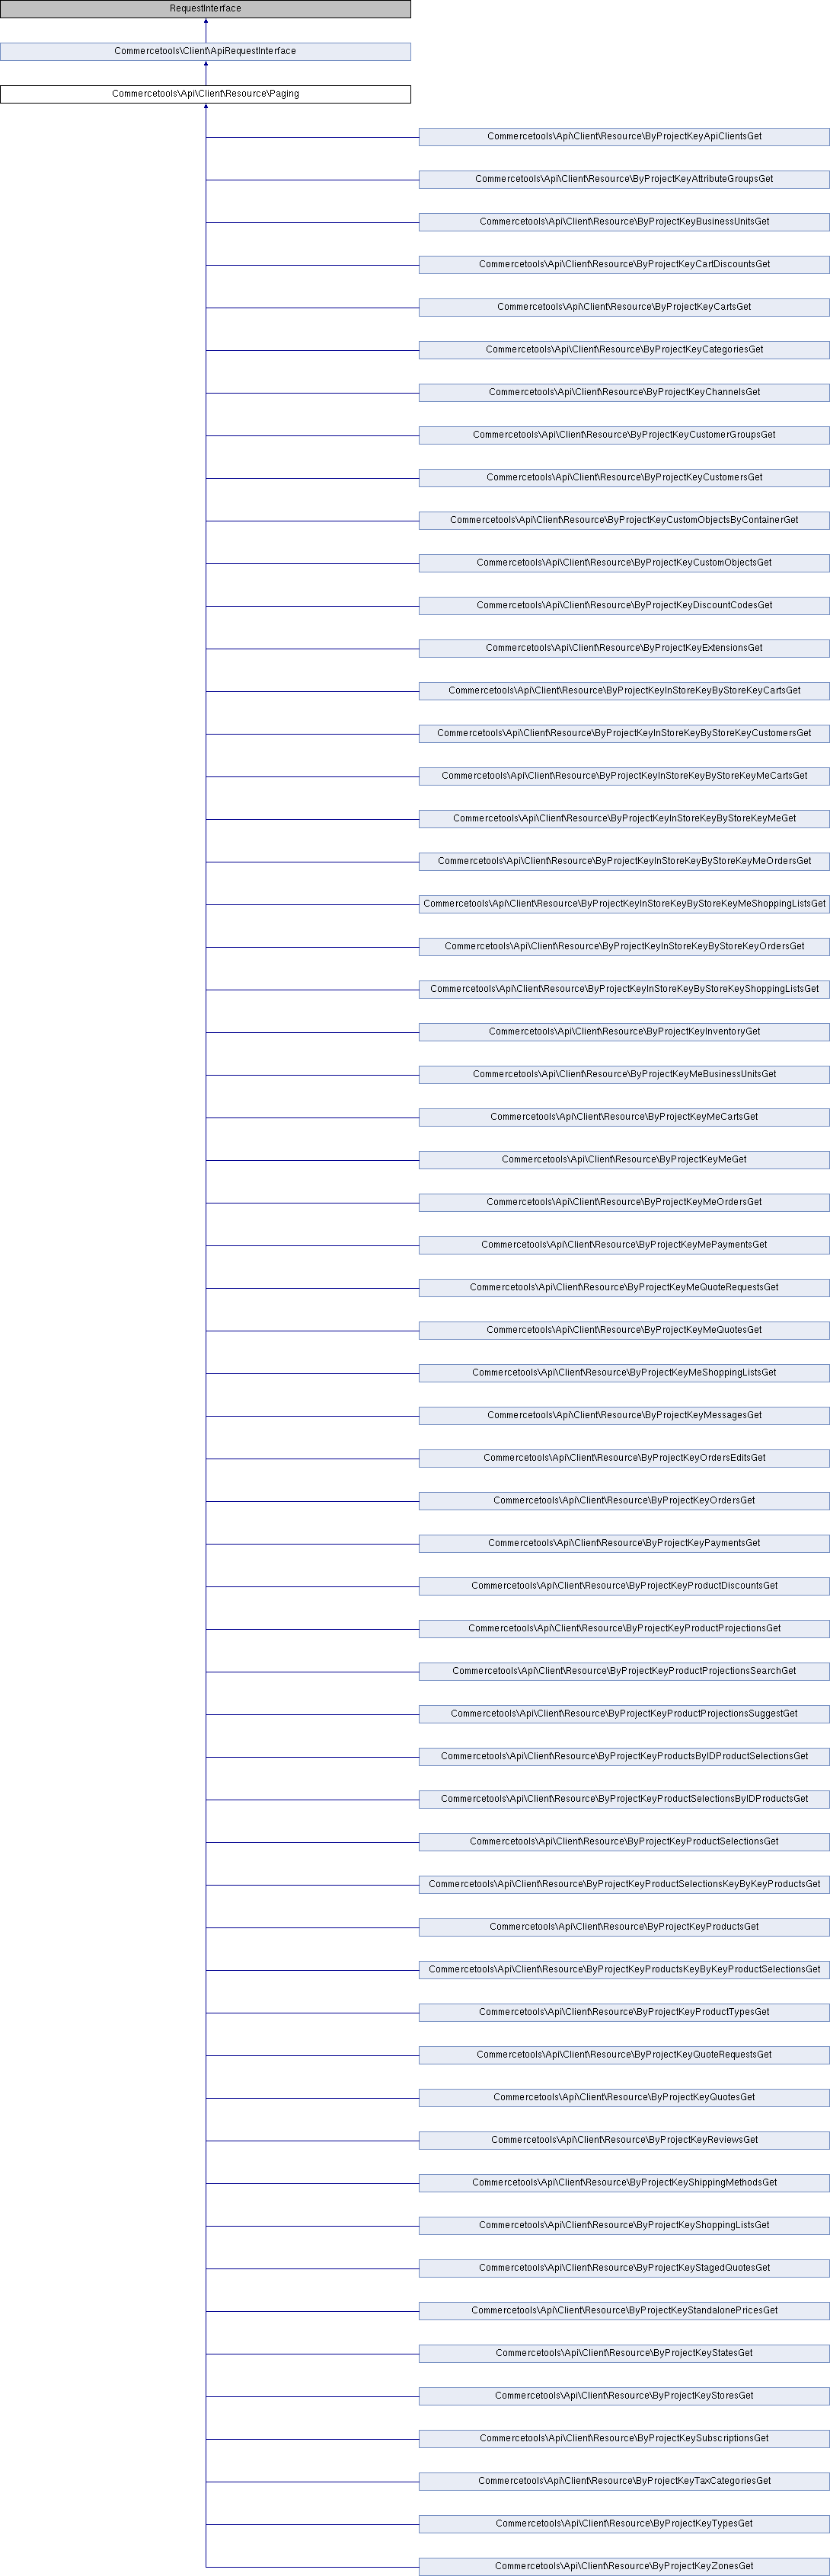 RequestInterface
Commercetools\Client\ApiRequestInterface
Commercetools\Api\Client\Resource\Paging
Commercetools\Api\Client\Resource\ByProjectKeyApiClientsGet
Commercetools\Api\Client\Resource\ByProjectKeyAttributeGroupsGet
Commercetools\Api\Client\Resource\ByProjectKeyBusinessUnitsGet
Commercetools\Api\Client\Resource\ByProjectKeyCartDiscountsGet
Commercetools\Api\Client\Resource\ByProjectKeyCartsGet
Commercetools\Api\Client\Resource\ByProjectKeyCategoriesGet
Commercetools\Api\Client\Resource\ByProjectKeyChannelsGet
Commercetools\Api\Client\Resource\ByProjectKeyCustomerGroupsGet
Commercetools\Api\Client\Resource\ByProjectKeyCustomersGet
Commercetools\Api\Client\Resource\ByProjectKeyCustomObjectsByContainerGet
Commercetools\Api\Client\Resource\ByProjectKeyCustomObjectsGet
Commercetools\Api\Client\Resource\ByProjectKeyDiscountCodesGet
Commercetools\Api\Client\Resource\ByProjectKeyExtensionsGet
Commercetools\Api\Client\Resource\ByProjectKeyInStoreKeyByStoreKeyCartsGet
Commercetools\Api\Client\Resource\ByProjectKeyInStoreKeyByStoreKeyCustomersGet
Commercetools\Api\Client\Resource\ByProjectKeyInStoreKeyByStoreKeyMeCartsGet
Commercetools\Api\Client\Resource\ByProjectKeyInStoreKeyByStoreKeyMeGet
Commercetools\Api\Client\Resource\ByProjectKeyInStoreKeyByStoreKeyMeOrdersGet
Commercetools\Api\Client\Resource\ByProjectKeyInStoreKeyByStoreKeyMeShoppingListsGet
Commercetools\Api\Client\Resource\ByProjectKeyInStoreKeyByStoreKeyOrdersGet
Commercetools\Api\Client\Resource\ByProjectKeyInStoreKeyByStoreKeyShoppingListsGet
Commercetools\Api\Client\Resource\ByProjectKeyInventoryGet
Commercetools\Api\Client\Resource\ByProjectKeyMeBusinessUnitsGet
Commercetools\Api\Client\Resource\ByProjectKeyMeCartsGet
Commercetools\Api\Client\Resource\ByProjectKeyMeGet
Commercetools\Api\Client\Resource\ByProjectKeyMeOrdersGet
Commercetools\Api\Client\Resource\ByProjectKeyMePaymentsGet
Commercetools\Api\Client\Resource\ByProjectKeyMeQuoteRequestsGet
Commercetools\Api\Client\Resource\ByProjectKeyMeQuotesGet
Commercetools\Api\Client\Resource\ByProjectKeyMeShoppingListsGet
Commercetools\Api\Client\Resource\ByProjectKeyMessagesGet
Commercetools\Api\Client\Resource\ByProjectKeyOrdersEditsGet
Commercetools\Api\Client\Resource\ByProjectKeyOrdersGet
Commercetools\Api\Client\Resource\ByProjectKeyPaymentsGet
Commercetools\Api\Client\Resource\ByProjectKeyProductDiscountsGet
Commercetools\Api\Client\Resource\ByProjectKeyProductProjectionsGet
Commercetools\Api\Client\Resource\ByProjectKeyProductProjectionsSearchGet
Commercetools\Api\Client\Resource\ByProjectKeyProductProjectionsSuggestGet
Commercetools\Api\Client\Resource\ByProjectKeyProductsByIDProductSelectionsGet
Commercetools\Api\Client\Resource\ByProjectKeyProductSelectionsByIDProductsGet
Commercetools\Api\Client\Resource\ByProjectKeyProductSelectionsGet
Commercetools\Api\Client\Resource\ByProjectKeyProductSelectionsKeyByKeyProductsGet
Commercetools\Api\Client\Resource\ByProjectKeyProductsGet
Commercetools\Api\Client\Resource\ByProjectKeyProductsKeyByKeyProductSelectionsGet
Commercetools\Api\Client\Resource\ByProjectKeyProductTypesGet
Commercetools\Api\Client\Resource\ByProjectKeyQuoteRequestsGet
Commercetools\Api\Client\Resource\ByProjectKeyQuotesGet
Commercetools\Api\Client\Resource\ByProjectKeyReviewsGet
Commercetools\Api\Client\Resource\ByProjectKeyShippingMethodsGet
Commercetools\Api\Client\Resource\ByProjectKeyShoppingListsGet
Commercetools\Api\Client\Resource\ByProjectKeyStagedQuotesGet
Commercetools\Api\Client\Resource\ByProjectKeyStandalonePricesGet
Commercetools\Api\Client\Resource\ByProjectKeyStatesGet
Commercetools\Api\Client\Resource\ByProjectKeyStoresGet
Commercetools\Api\Client\Resource\ByProjectKeySubscriptionsGet
Commercetools\Api\Client\Resource\ByProjectKeyTaxCategoriesGet
Commercetools\Api\Client\Resource\ByProjectKeyTypesGet
Commercetools\Api\Client\Resource\ByProjectKeyZonesGet